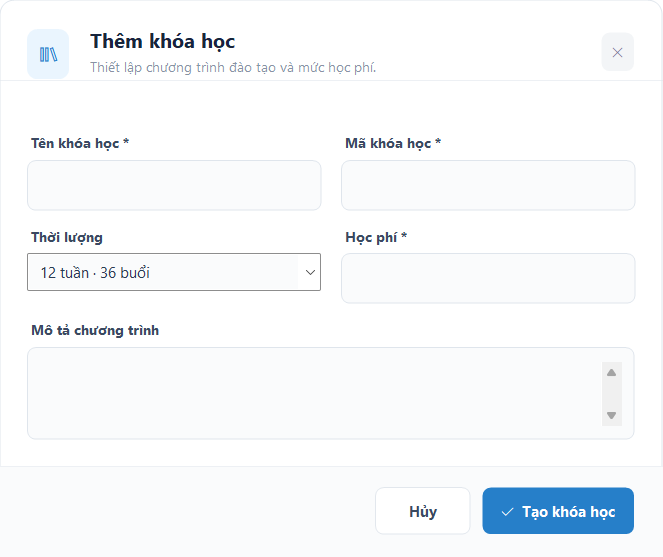 Thêm khóa học
Thiết lập chương trình đào tạo và mức học phí.
Tên khóa học *
Mã khóa học *
Thời lượng
Học phí *
12 tuần · 36 buổi
Mô tả chương trình
Hủy
Tạo khóa học